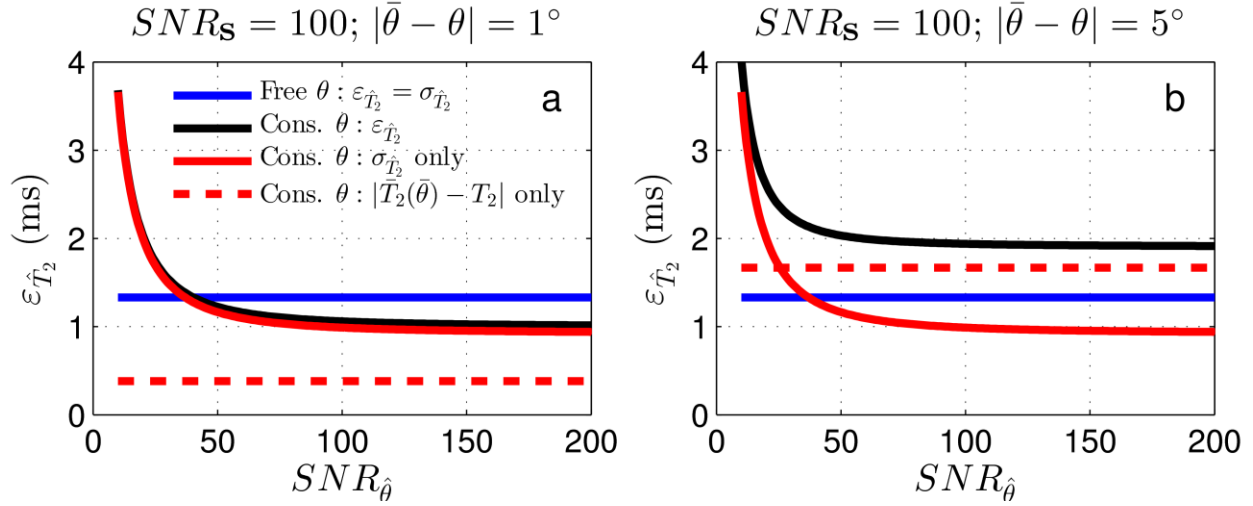 SNR_S = 100; |θ̄ − θ| = 1°
a
Free θ : ε_T̂₂ = σ_T̂₂
Cons. θ : ε_T̂₂
Cons. θ : σ_T̂₂ only
Cons. θ : |T̄₂(θ̄) − T₂| only
ε_T̂₂ (ms)
4
3
2
1
0
0 50 100 150 200
SNR_θ̂
SNR_S = 100; |θ̄ − θ| = 5°
b
ε_T̂₂ (ms)
4
3
2
1
0
0 50 100 150 200
SNR_θ̂